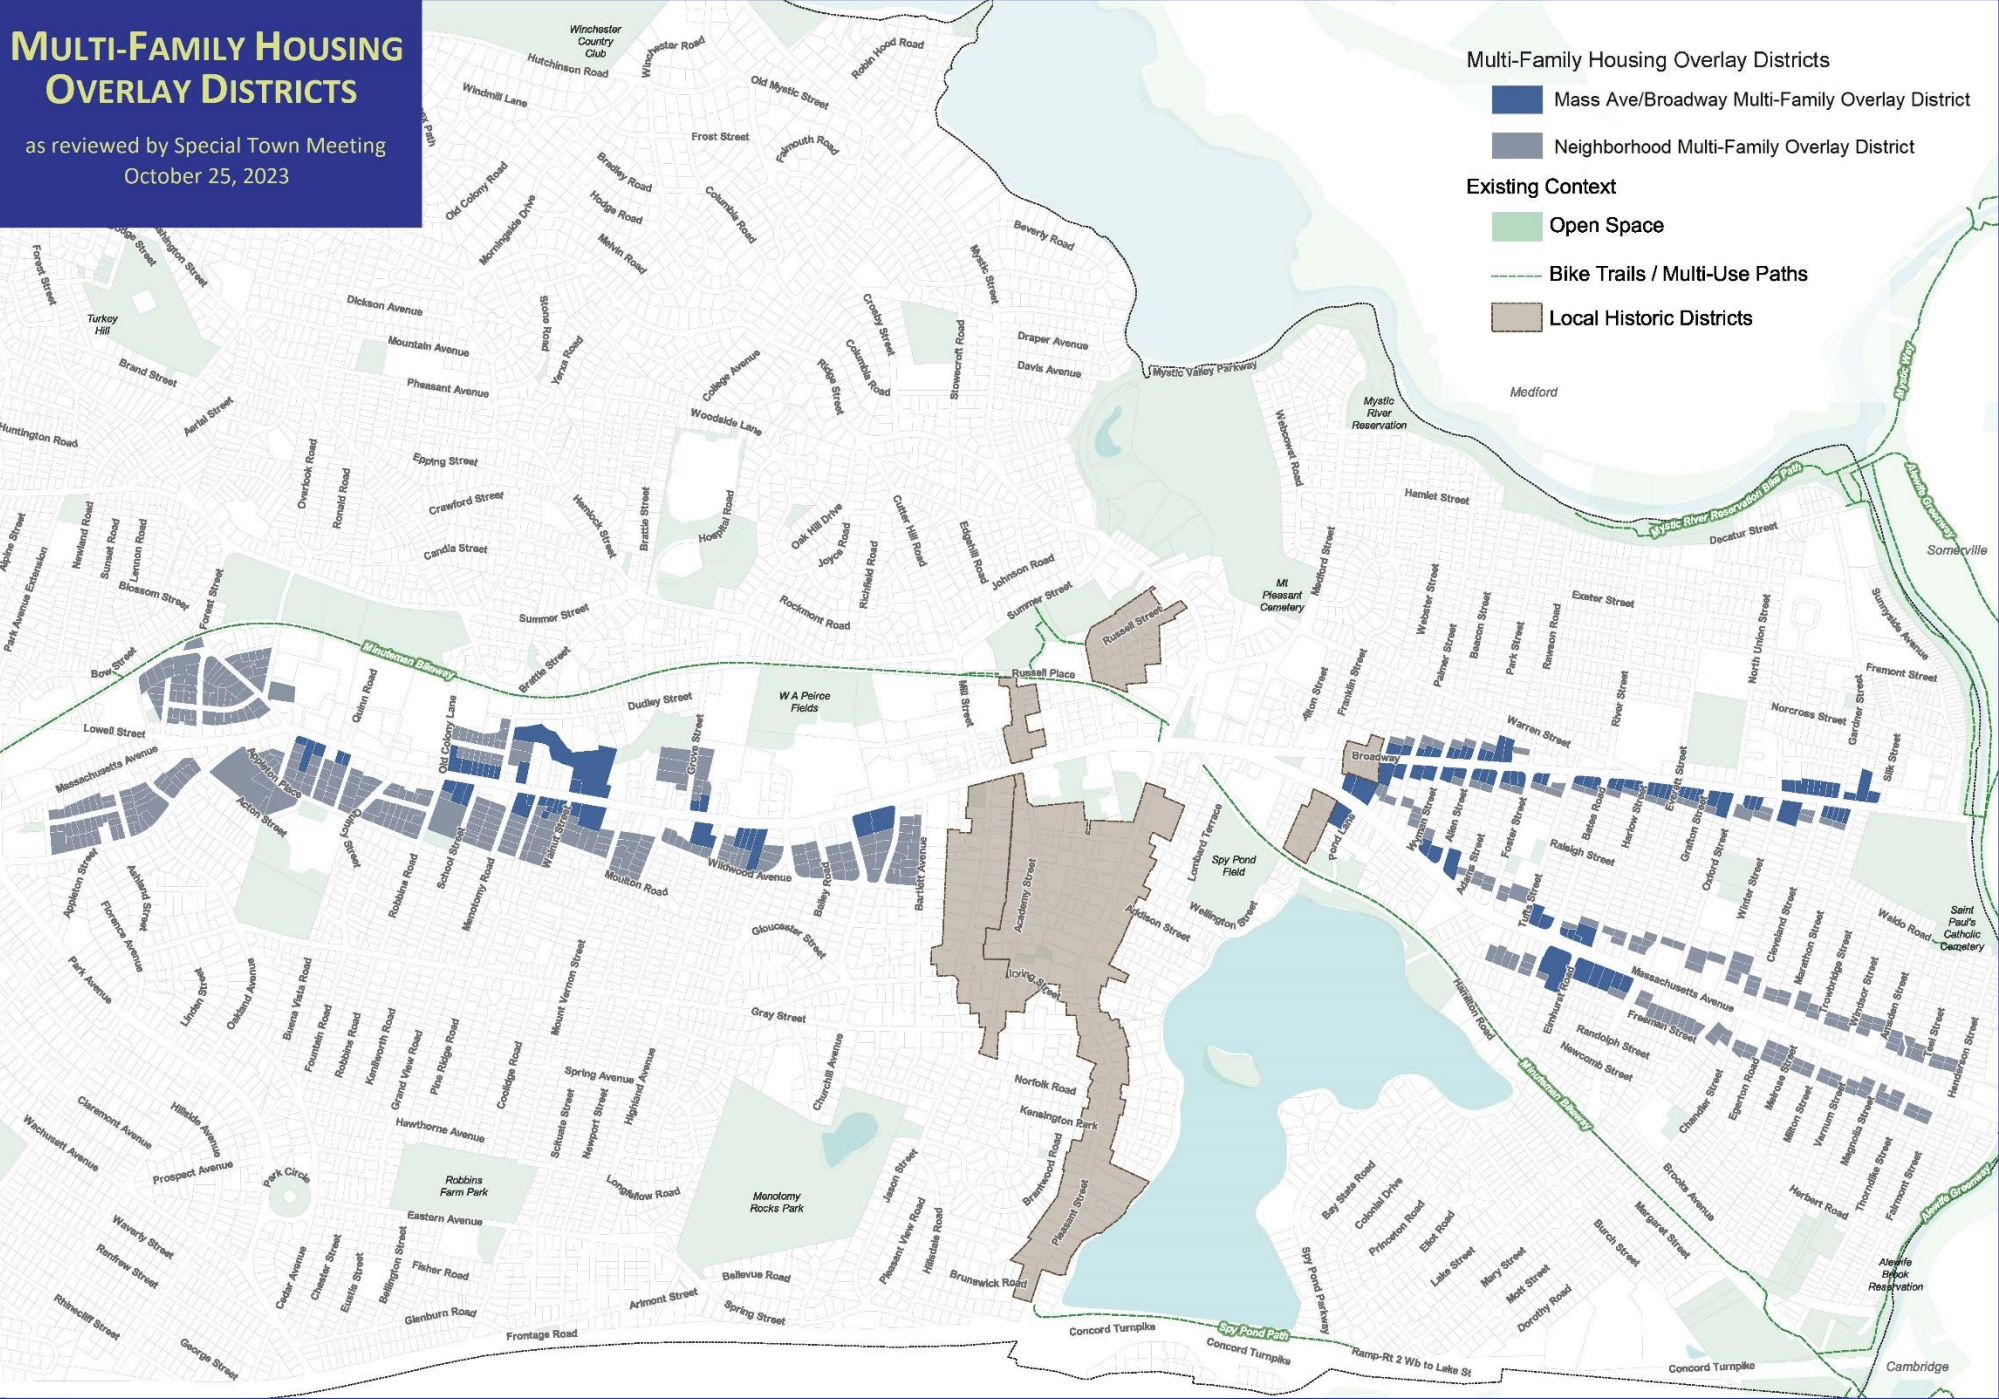 MULTI-FAMILY HOUSING
OVERLAY DISTRICTS
as reviewed by Special Town Meeting
October 25, 2023
Multi-Family Housing Overlay Districts
Mass Ave/Broadway Multi-Family Overlay District
Neighborhood Multi-Family Overlay District
Existing Context
Open Space
Bike Trails / Multi-Use Paths
Local Historic Districts
Winchester
Country
Club
Hutchinson Road
Winchester Road
Robin Hood Road
Windmill Lane
Old Mystic Street
Frost Street
Falmouth Road
Bradley Road
Old Colony Road
Hodge Road
Columbia Road
Morningside Drive
Melvin Road
Beverly Road
Mystic Street
Forest Street
Turkey
Hill
Dickson Avenue
Stone Road
Mountain Avenue
Yerxa Road
Brand Street
Pheasant Avenue
College Avenue
Crosby Street
Columbia Road
Ridge Street
Stowecroft Road
Draper Avenue
Davis Avenue
Mystic Valley Parkway
Medford
Mystic
River
Reservation
Mystic Way
Aerial Street
Huntington Road
Woodside Lane
Webcowet Road
Overlook Road
Ronald Road
Epping Street
Crawford Street
Hemlock Street
Brattle Street
Hospital Road
Oak Hill Drive
Joyce Road
Cutter Hill Road
Richfield Road
Edgehill Road
Johnson Road
Hamlet Street
Mystic River Reservation Bike Path
Alewife Greenway
Decatur Street
Somerville
Alpine Street
Newland Road
Sunset Road
Lennon Road
Candia Street
Park Avenue Extension
Blossom Street
Forest Street
Summer Street
Rockmont Road
Summer Street
Russell Street
Mt
Pleasant
Cemetery
Medford Street
Webster Street
Palmer Street
Beacon Street
Park Street
Rawson Road
Exeter Street
North Union Street
Sunnyside Avenue
Fremont Street
Bow Street
Minuteman Bikeway
Brattle Street
Quinn Road
Old Colony Lane
Dudley Street
Grove Street
W A Peirce
Fields
Mill Street
Russell Place
Alton Street
Franklin Street
River Street
Warren Street
Norcross Street
Gardner Street
Silk Street
Lowell Street
Massachusetts Avenue
Appleton Place
Acton Street
Quincy Street
Broadway
Everett Street
Appleton Street
Ashland Street
Florence Avenue
Robbins Road
School Street
Menotomy Road
Walnut Street
Moulton Road
Wildwood Avenue
Bailey Road
Bartlett Avenue
Academy Street
Lombard Terrace
Spy Pond
Field
Pond Lane
Wyman Street
Allen Street
Adams Street
Foster Street
Bates Road
Raleigh Street
Harlow Street
Grafton Street
Oxford Street
Winter Street
Tufts Street
Cleveland Street
Marathon Street
Trowbridge Street
Windsor Street
Amsden Street
Teel Street
Henderson Street
Waldo Road
Saint
Paul's
Catholic
Cemetery
Park Avenue
Linden Street
Oakland Avenue
Buena Vista Road
Fountain Road
Robbins Road
Kenilworth Road
Grand View Road
Pine Ridge Road
Coolidge Road
Mount Vernon Street
Gloucester Street
Gray Street
Churchill Avenue
Irving Street
Addison Street
Wellington Street
Hamilton Road
Elmhurst Road
Massachusetts Avenue
Freeman Street
Randolph Street
Newcomb Street
Chandler Street
Egerton Road
Melrose Street
Milton Street
Varnum Street
Magnolia Street
Thorndike Street
Fairmont Street
Herbert Road
Minuteman Bikeway
Spring Avenue
Scituate Street
Newport Street
Highland Avenue
Hawthorne Avenue
Norfolk Road
Kensington Park
Brantwood Road
Pleasant Street
Claremont Avenue
Hillside Avenue
Wachusett Avenue
Prospect Avenue
Park Circle
Robbins
Farm Park
Longfellow Road
Menotomy
Rocks Park
Jason Street
Pleasant View Road
Hillsdale Road
Brunswick Road
Bay State Road
Colonial Drive
Princeton Road
Eliot Road
Lake Street
Mary Street
Mott Street
Dorothy Road
Burch Street
Margaret Street
Brooks Avenue
Alewife Greenway
Alewife
Brook
Reservation
Waverly Street
Renfrew Street
Rhinecliff Street
George Street
Eastern Avenue
Cedar Avenue
Chester Street
Eustis Street
Bellington Street
Fisher Road
Glenburn Road
Frontage Road
Arlmont Street
Bellevue Road
Spring Street
Concord Turnpike
Spy Pond Path
Concord Turnpike
Spy Pond Parkway
Ramp-Rt 2 Wb to Lake St
Concord Turnpike
Cambridge